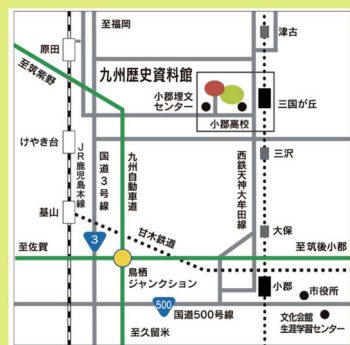 至福岡
原田
至筑紫野
津古
九州歴史資料館
小郡埋文
センター
小郡高校
三国が丘
けやき台
JR鹿児島本線
国道3号線
九州自動車道
西鉄天神大牟田線
三沢
基山
甘木鉄道
大保
至佐賀
3
至筑後小郡
鳥栖
ジャンクション
小郡
市役所
500
国道500号線
文化会館
生涯学習センター
至久留米